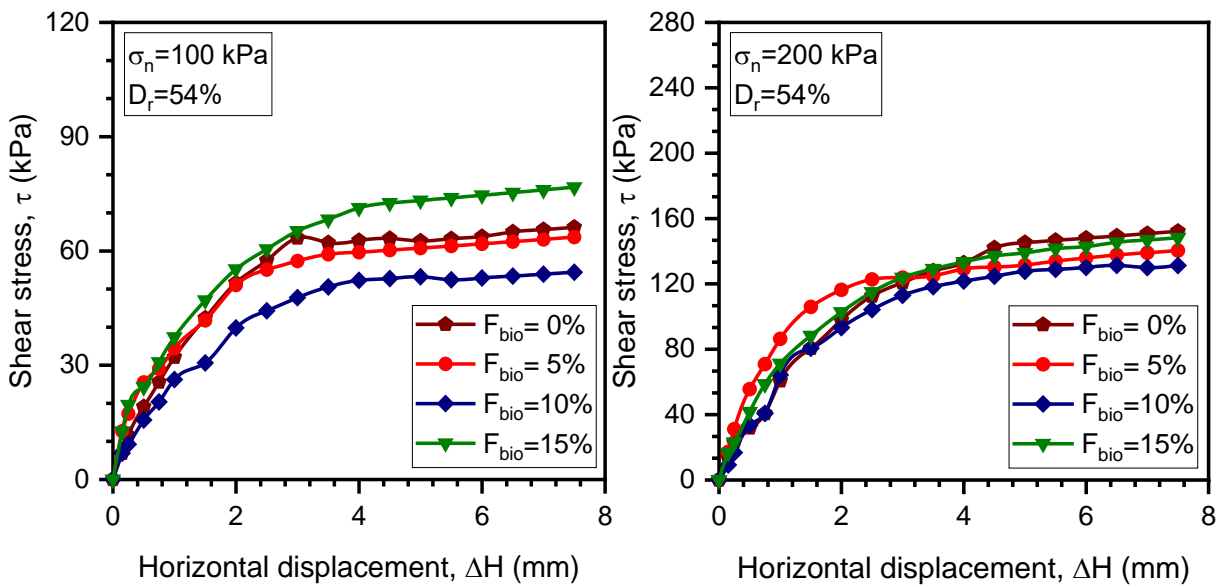 120
90
60
30
0
Shear stress, τ (kPa)
σn=100 kPa
Dr=54%
Fbio= 0%
Fbio= 5%
Fbio=10%
Fbio=15%
0 2 4 6 8
Horizontal displacement, ΔH (mm)
280
240
200
160
120
80
40
0
Shear stress, τ (kPa)
σn=200 kPa
Dr=54%
Fbio= 0%
Fbio= 5%
Fbio=10%
Fbio=15%
0 2 4 6 8
Horizontal displacement, ΔH (mm)